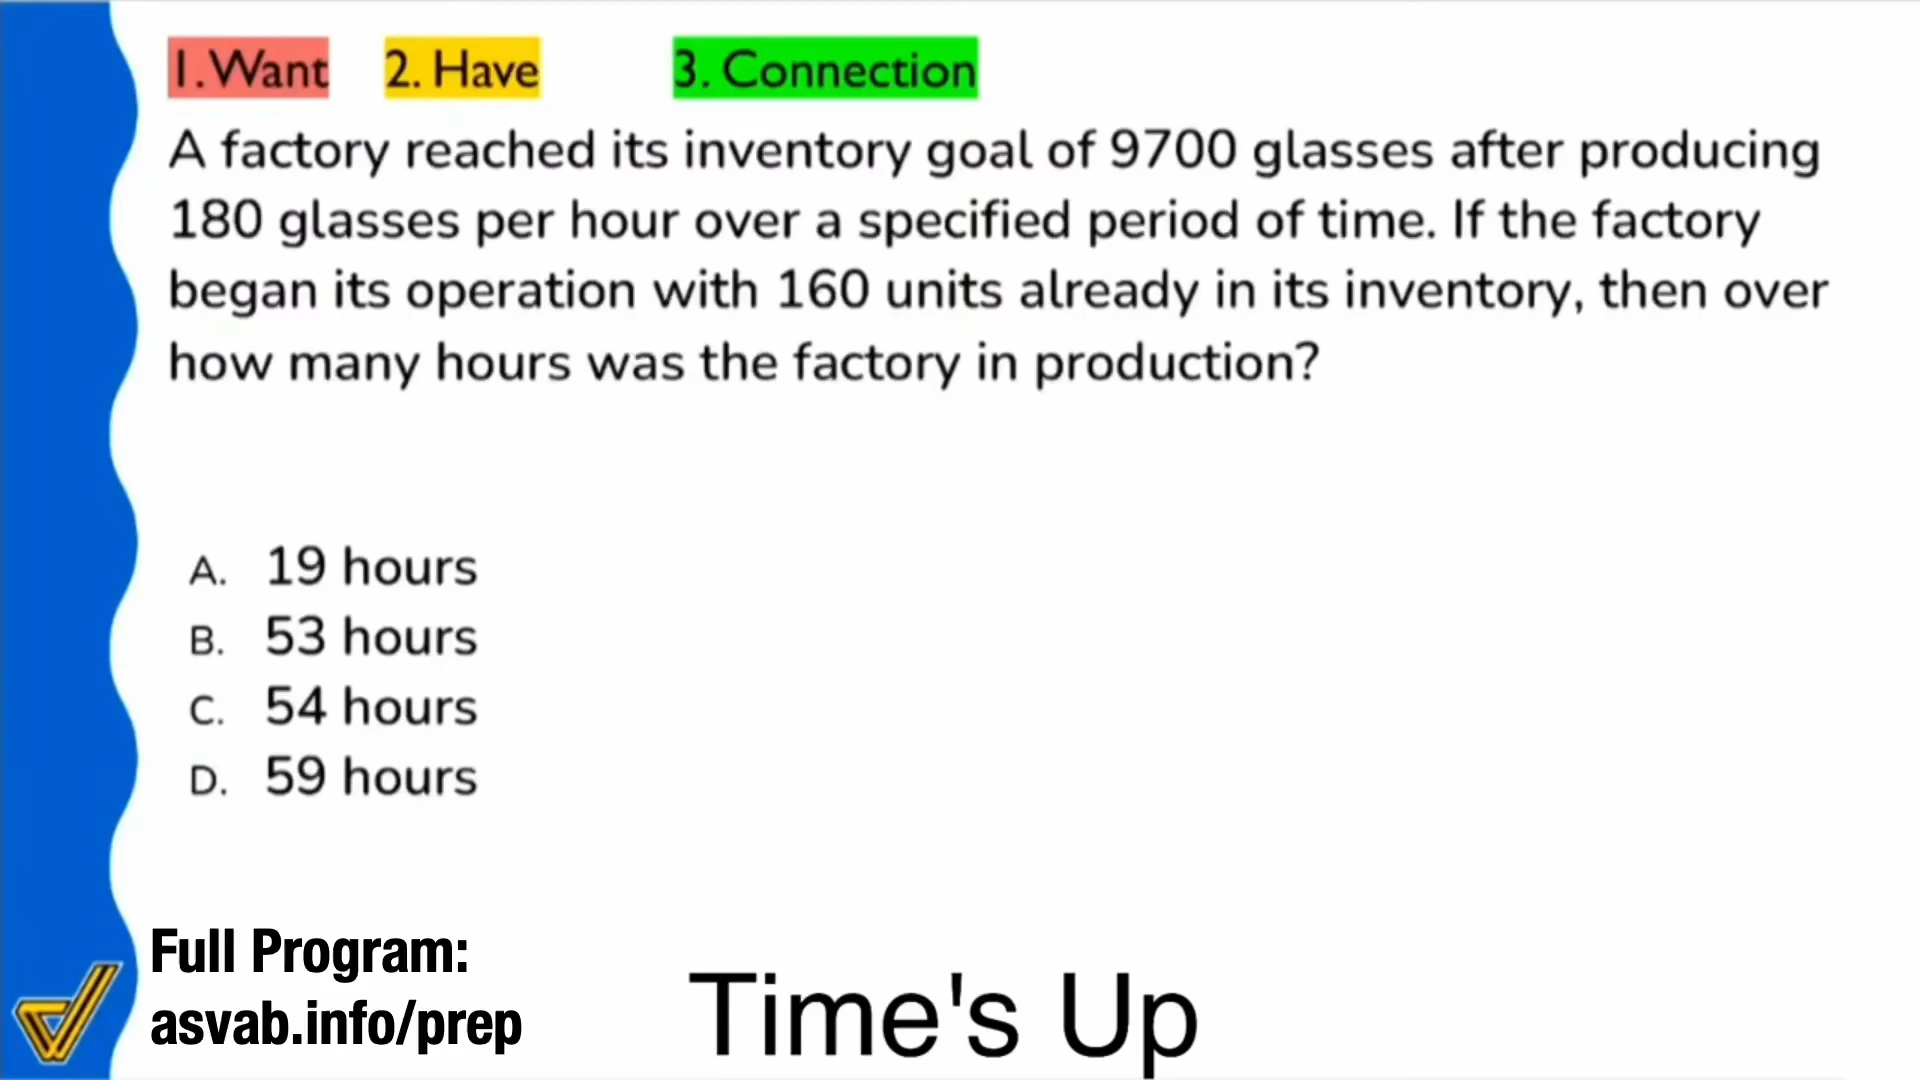 1. Want 2. Have 3. Connection
A factory reached its inventory goal of 9700 glasses after producing
180 glasses per hour over a specified period of time. If the factory
began its operation with 160 units already in its inventory, then over
how many hours was the factory in production?
A. 19 hours
B. 53 hours
C. 54 hours
D. 59 hours
Full Program:
asvab.info/prep
Time's Up